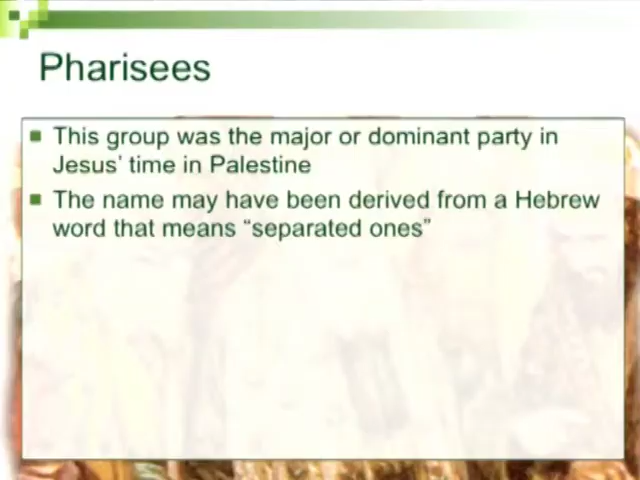 Pharisees
This group was the major or dominant party in
Jesus' time in Palestine
The name may have been derived from a Hebrew
word that means “separated ones”